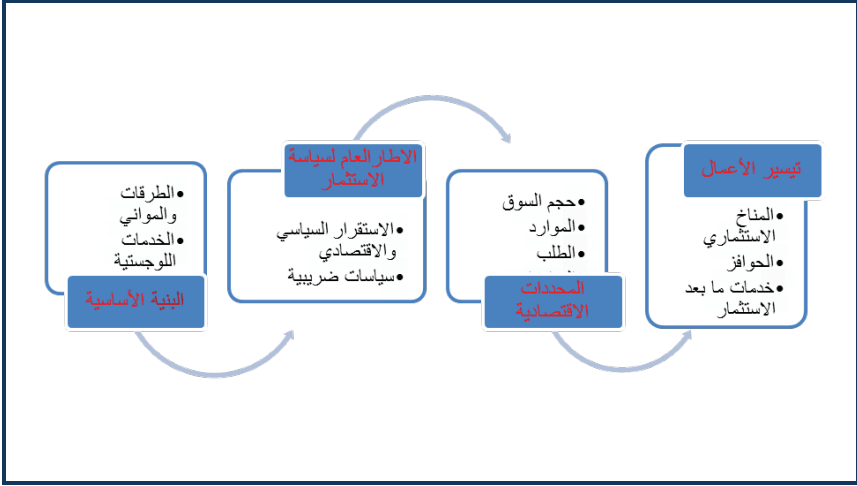 تيسير الأعمال
•المناخ
الاستثماري
•الحوافز
•خدمات ما بعد
الاستثمار
•حجم السوق
•الموارد
•الطلب
المحددات
الاقتصادية
الاطار العام لسياسة
الاستثمار
•الاستقرار السياسي
والاقتصادي
•سياسات ضريبية
•الطرقات
والمواني
•الخدمات
اللوجستية
البنية الأساسية